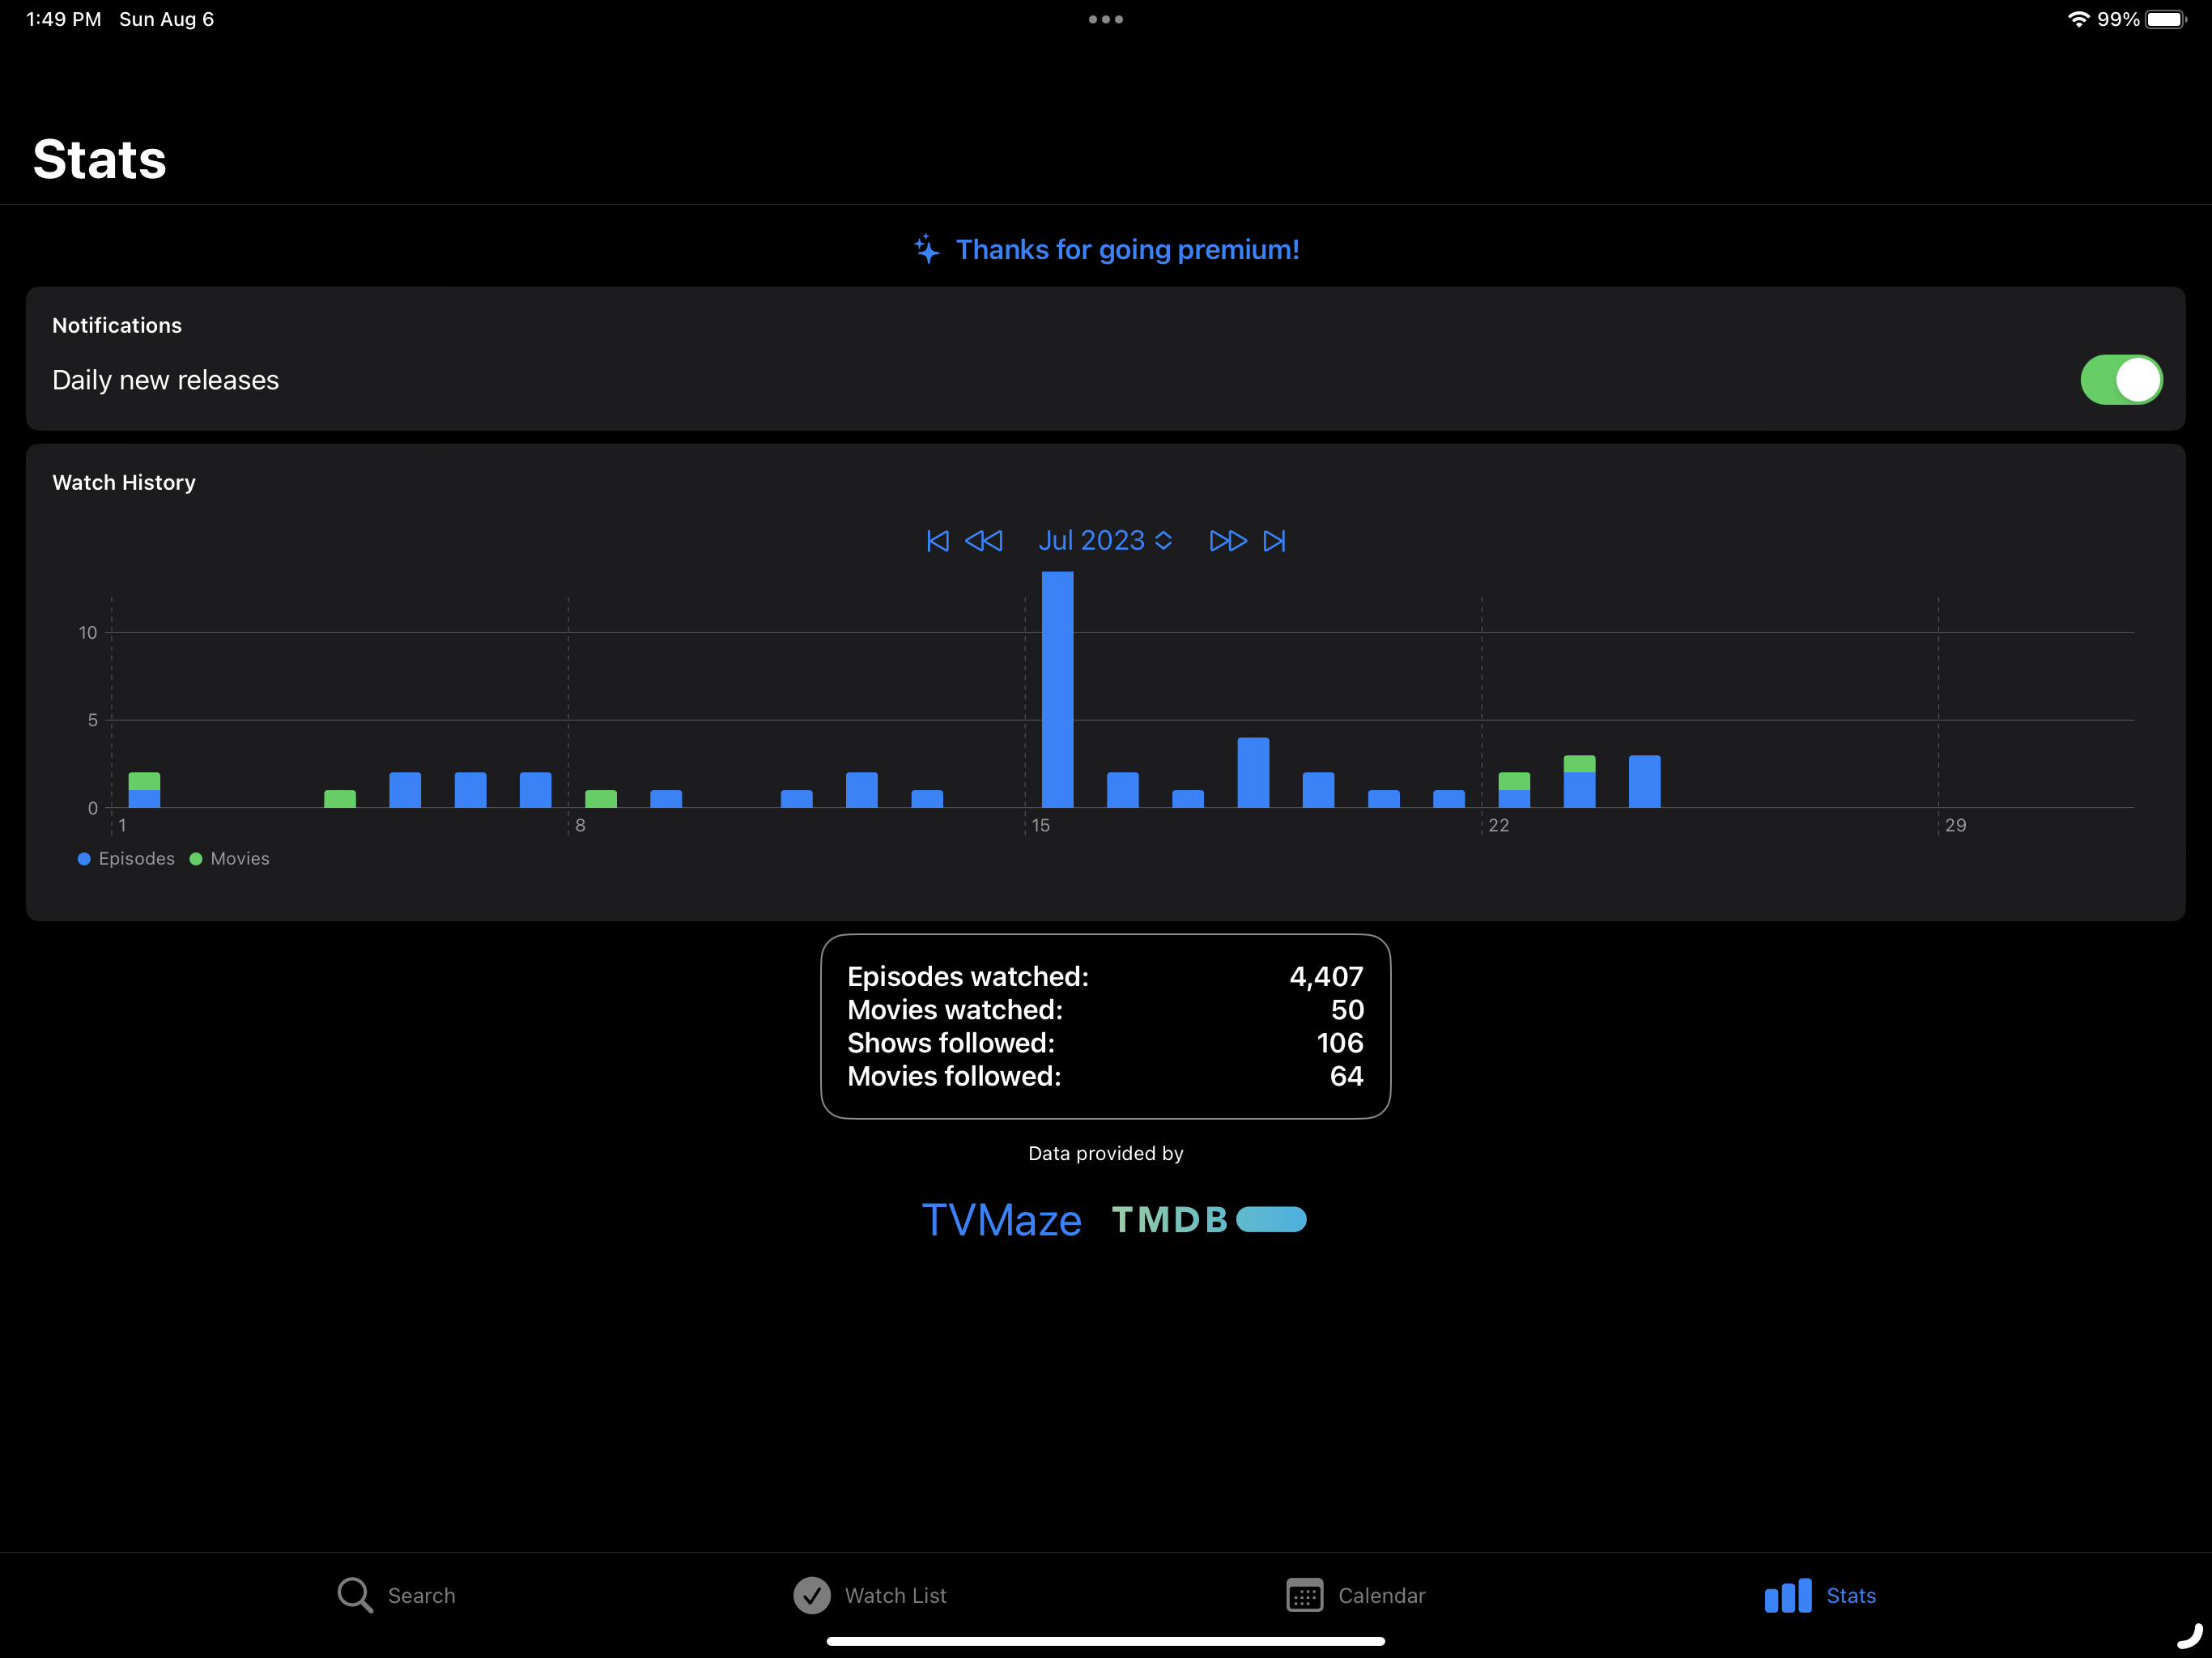 1:49 PM Sun Aug 6 99%
Stats
Thanks for going premium!
Notifications
Daily new releases
Watch History
Jul 2023
10
5
0
1 8 15 22 29
Episodes Movies
Episodes watched: 4,407
Movies watched: 50
Shows followed: 106
Movies followed: 64
Data provided by
TVMaze TMDB
Search Watch List Calendar Stats